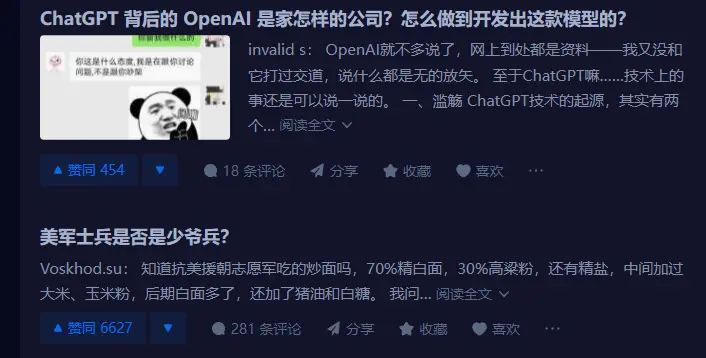 ChatGPT 背后的 OpenAI 是家怎样的公司？怎么做到开发出这款模型的？
你这是什么态度,我是在跟你讨论
问题,不是跟你吵架
invalid s： OpenAI就不多说了，网上到处都是资料——我又没和
它打过交道，说什么都是无的放矢。 至于ChatGPT嘛……技术上的
事还是可以说一说的。 一、滥觞 ChatGPT技术的起源，其实有两
个... 阅读全文
赞同 454
18 条评论
分享
收藏
喜欢
美军士兵是否是少爷兵？
Voskhod.su： 知道抗美援朝志愿军吃的炒面吗，70%精白面，30%高粱粉，还有精盐，中间加过
大米、玉米粉，后期白面多了，还加了猪油和白糖。 我问... 阅读全文
赞同 6627
281 条评论
分享
收藏
喜欢